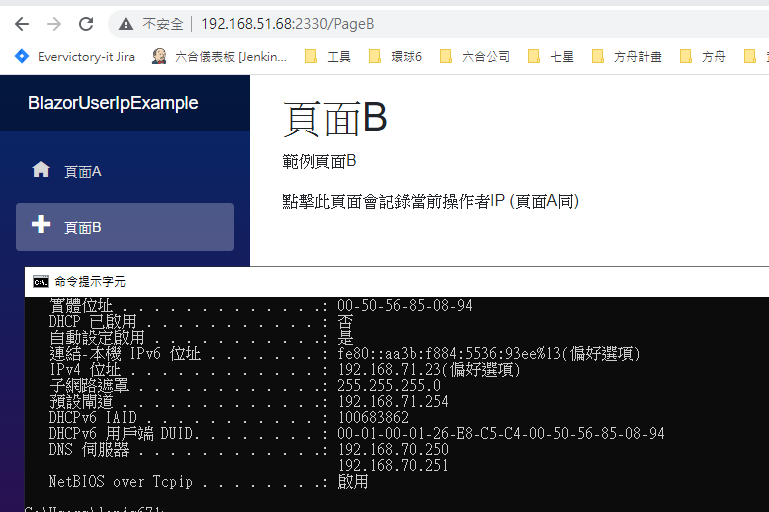 不安全 | 192.168.51.68:2330/PageB
Evervictory-it Jira 六合儀表板 [Jenkin... 工具 環球6 六合公司 七星 方舟計畫 方舟
BlazorUserIpExample
頁面A
頁面B
頁面B
範例頁面B
點擊此頁面會記錄當前操作者IP (頁面A同)
命令提示字元
實體位址 . . . . . . . . . . . . .: 00-50-56-85-08-94
DHCP 已啟用 . . . . . . . . . . . .: 否
自動設定啟用 . . . . . . . . . . .: 是
連結-本機 IPv6 位址 . . . . . . . .: fe80::aa3b:f884:5536:93ee%13(偏好選項)
IPv4 位址 . . . . . . . . . . . . .: 192.168.71.23(偏好選項)
子網路遮罩 . . . . . . . . . . . .: 255.255.255.0
預設閘道 . . . . . . . . . . . . .: 192.168.71.254
DHCPv6 IAID . . . . . . . . . . . .: 100683862
DHCPv6 用戶端 DUID. . . . . . . . .: 00-01-00-01-26-E8-C5-C4-00-50-56-85-08-94
DNS 伺服器 . . . . . . . . . . . .: 192.168.70.250
192.168.70.251
NetBIOS over Tcpip . . . . . . . .: 啟用